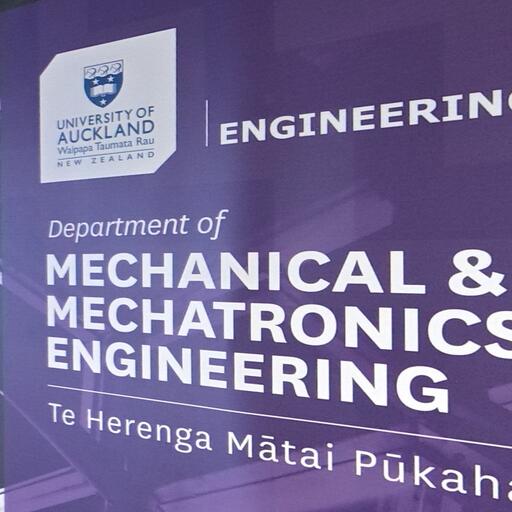 UNIVERSITY OF
AUCKLAND
Waipapa Taumata Rau
NEW ZEALAND
ENGINEERING
Department of
MECHANICAL &
MECHATRONICS
ENGINEERING
Te Herenga Mātai Pūkaha